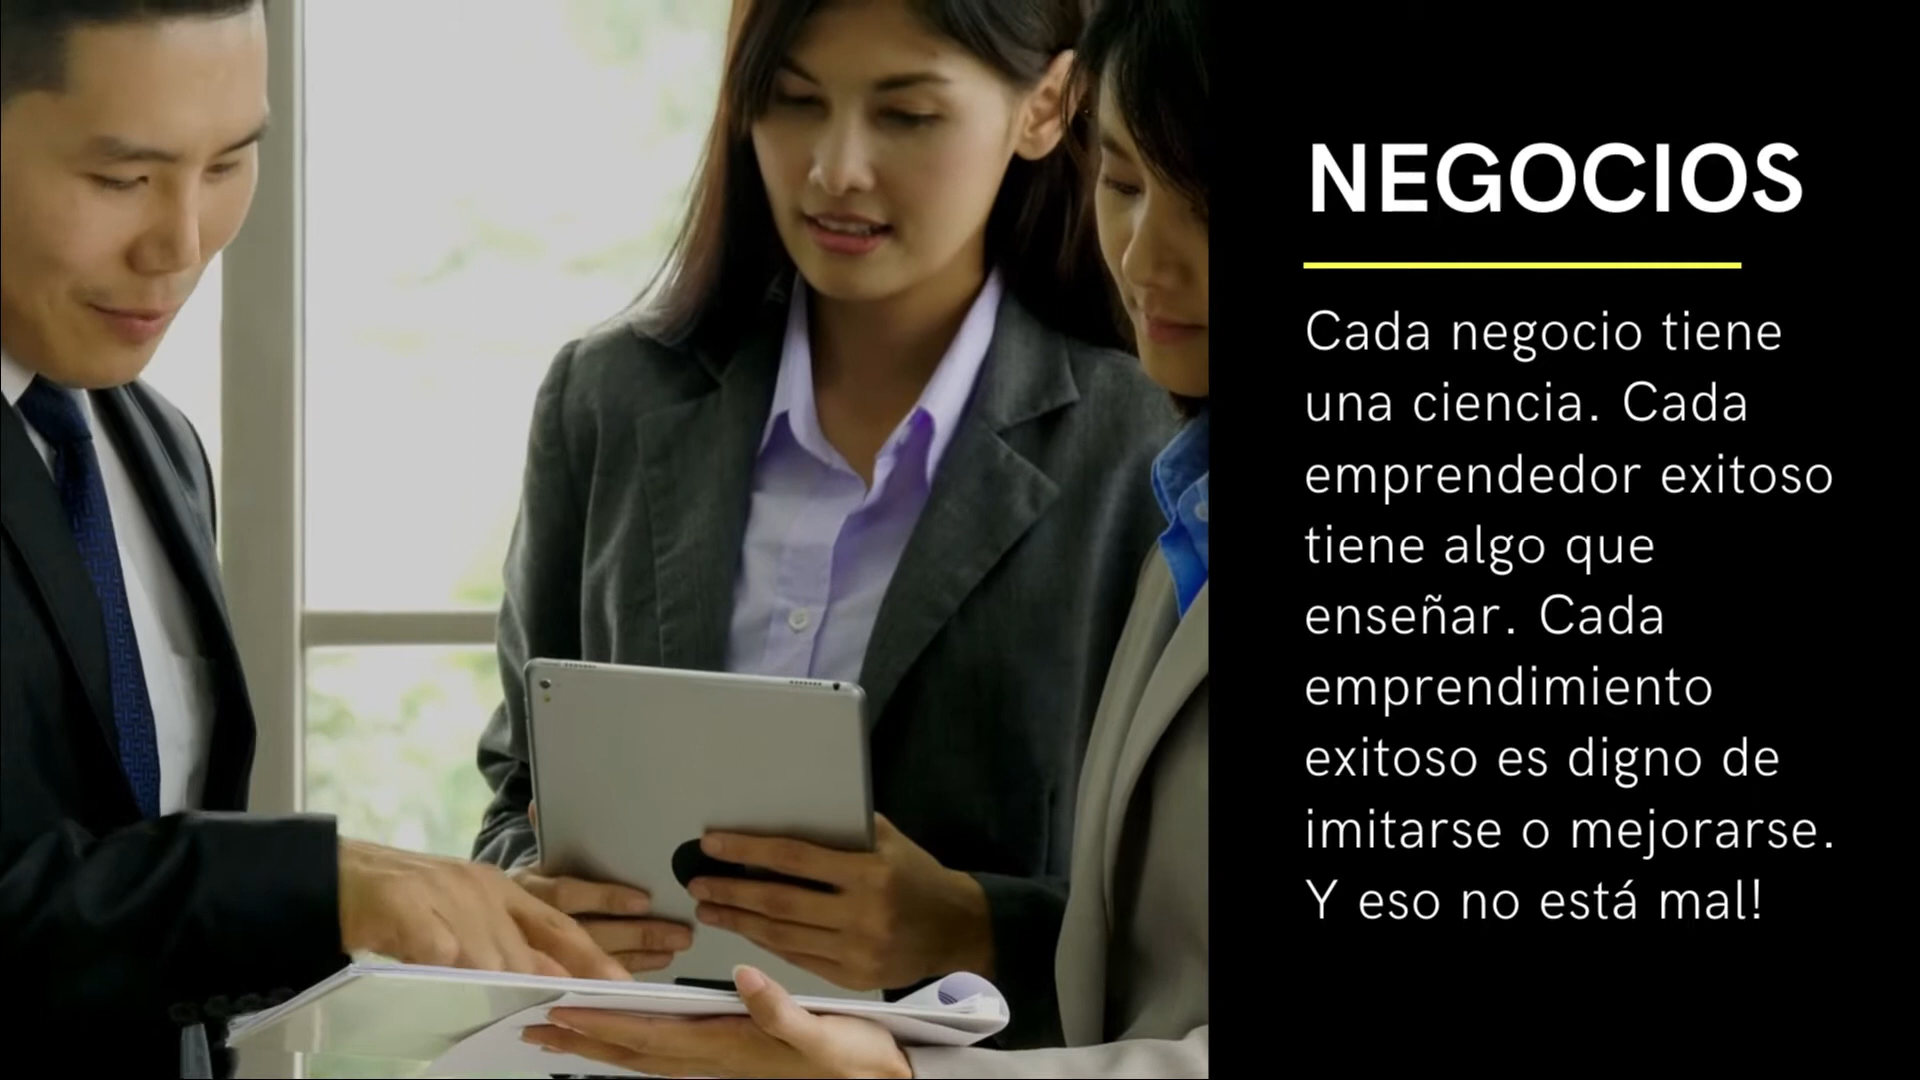 NEGOCIOS
Cada negocio tiene
una ciencia. Cada
emprendedor exitoso
tiene algo que
enseñar. Cada
emprendimiento
exitoso es digno de
imitarse o mejorarse.
Y eso no está mal!